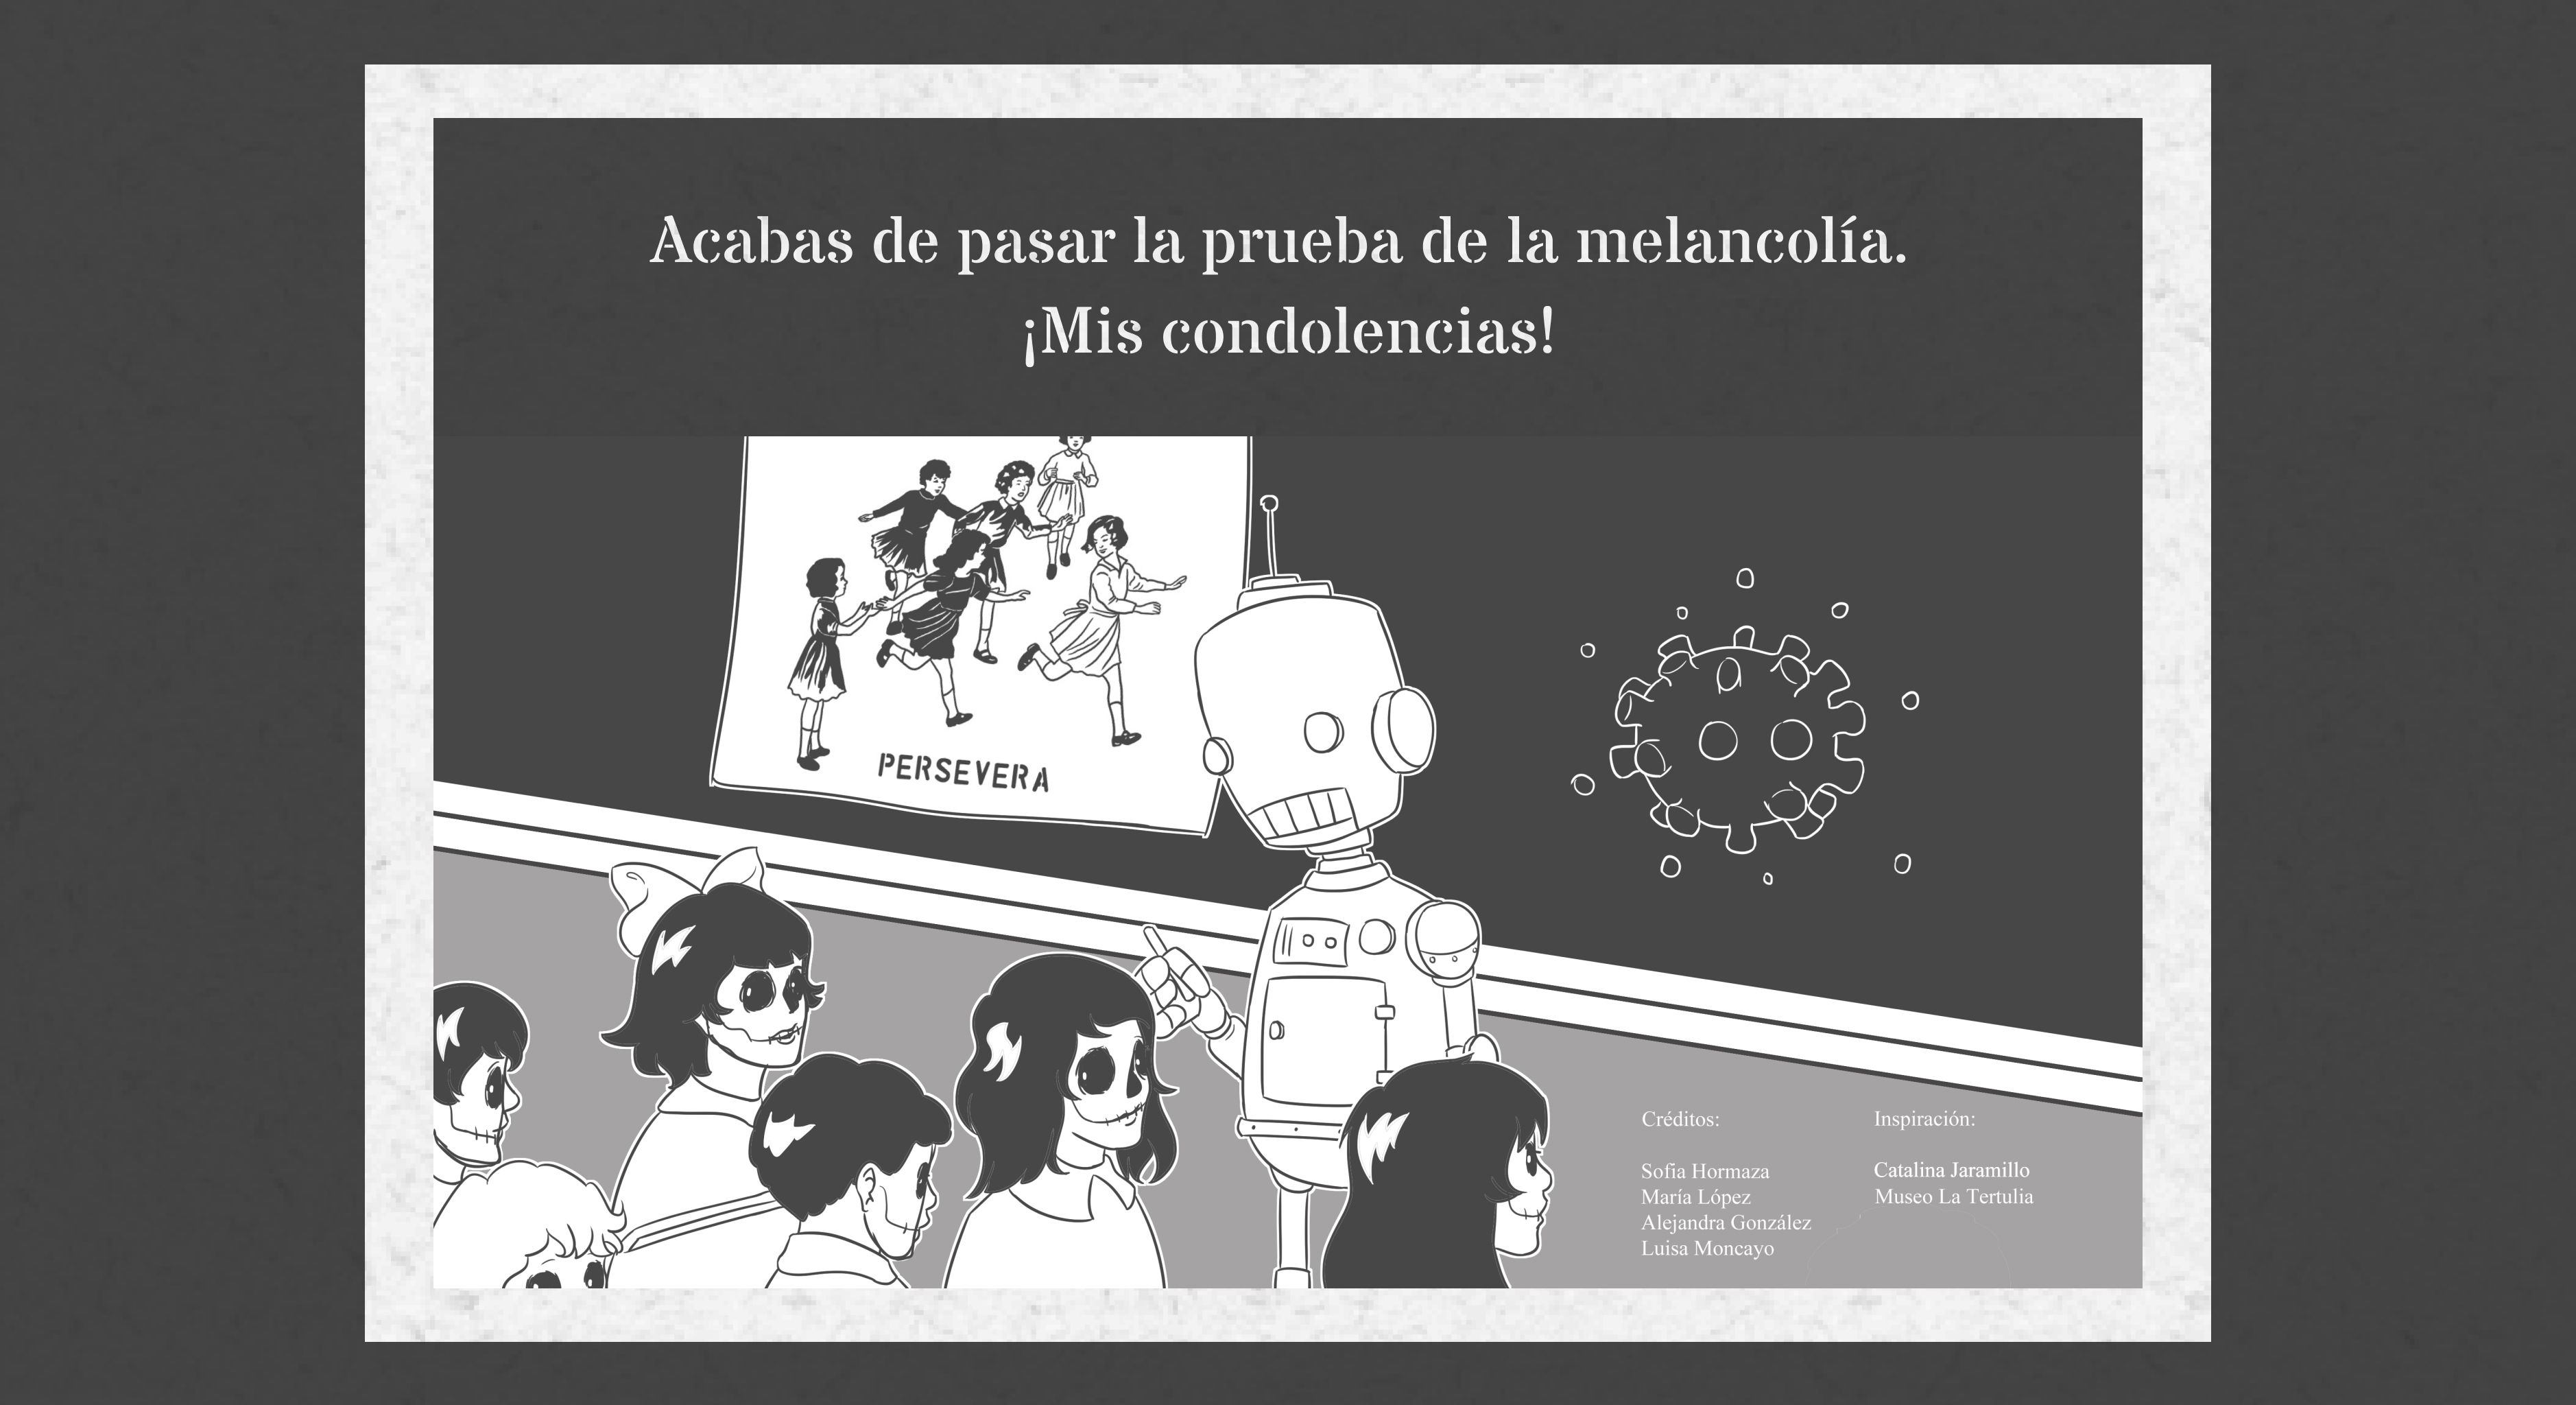 Acabas de pasar la prueba de la melancolía.
¡Mis condolencias!
PERSEVERA
Créditos:
Sofia Hormaza
María López
Alejandra González
Luisa Moncayo
Inspiración:
Catalina Jaramillo
Museo La Tertulia